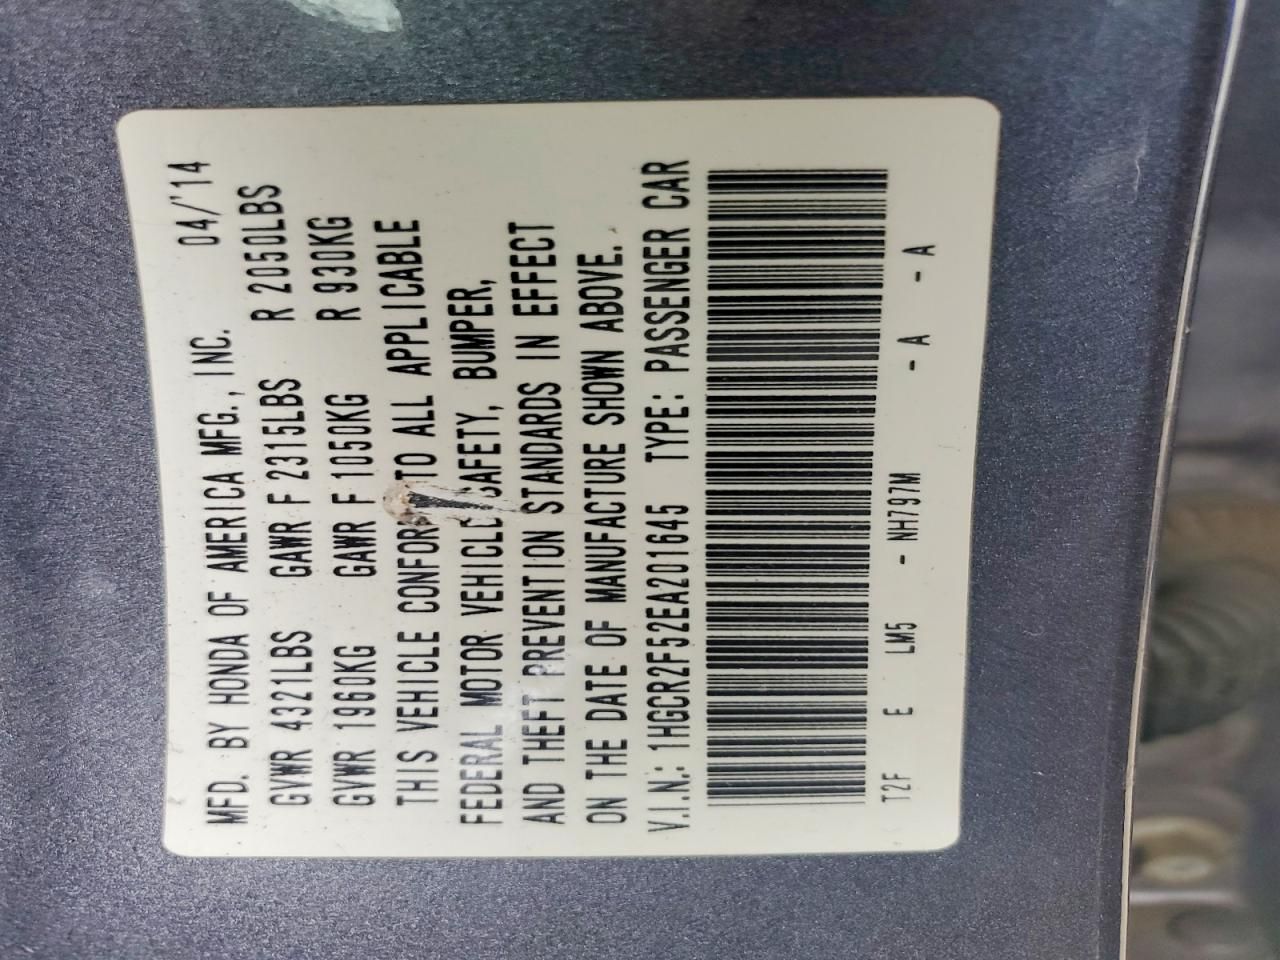 MFD. BY HONDA OF AMERICA MFG., INC. 04/'14
GVWR 4321LBS GAWR F 2315LBS R 2050LBS
GVWR 1960KG GAWR F 1050KG R 930KG
THIS VEHICLE CONFOR TO ALL APPLICABLE
FEDERAL MOTOR VEHICLE SAFETY, BUMPER,
AND THEFT PREVENTION STANDARDS IN EFFECT
ON THE DATE OF MANUFACTURE SHOWN ABOVE.
V.I.N.: 1HGCR2F52EA201645 TYPE: PASSENGER CAR
T2F E LM5 - NH797M - A - A